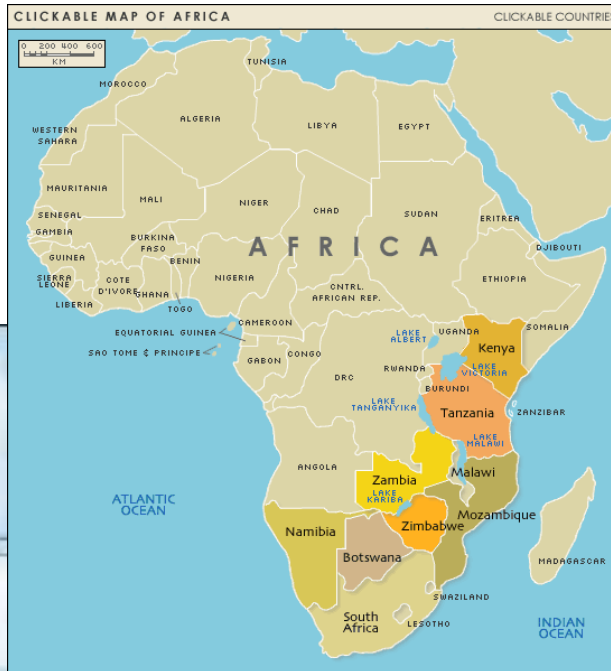 CLICKABLE MAP OF AFRICA CLICKABLE COUNTRIE
0 200 400 600
KM
TUNISIA
MOROCCO
ALGERIA
LIBYA
EGYPT
WESTERN
SAHARA
MAURITANIA
MALI
NIGER
CHAD
SUDAN
ERITREA
SENEGAL
GAMBIA
BURKINA
FASO
DJIBOUTI
AFRICA
GUINEA
BENIN
NIGERIA
ETHIOPIA
SIERRA
LEONE
COTE
D'IVORE
GHANA
CNTRL.
AFRICAN REP.
LIBERIA
TOGO
CAMEROON
SOMALIA
EQUATORIAL GUINEA
LAKE
ALBERT
UGANDA
Kenya
SAO TOME & PRINCIPE
GABON
CONGO
DRC
RWANDA
LAKE
VICTORIA
BURUNDI
LAKE
TANGANYIKA
Tanzania
ZANZIBAR
LAKE
MALAWI
ANGOLA
Zambia
Malawi
LAKE
KARIBA
ATLANTIC
OCEAN
Mozambique
Zimbabwe
Namibia
Botswana
MADAGASCAR
SWAZILAND
South
Africa
LESOTHO
INDIAN
OCEAN